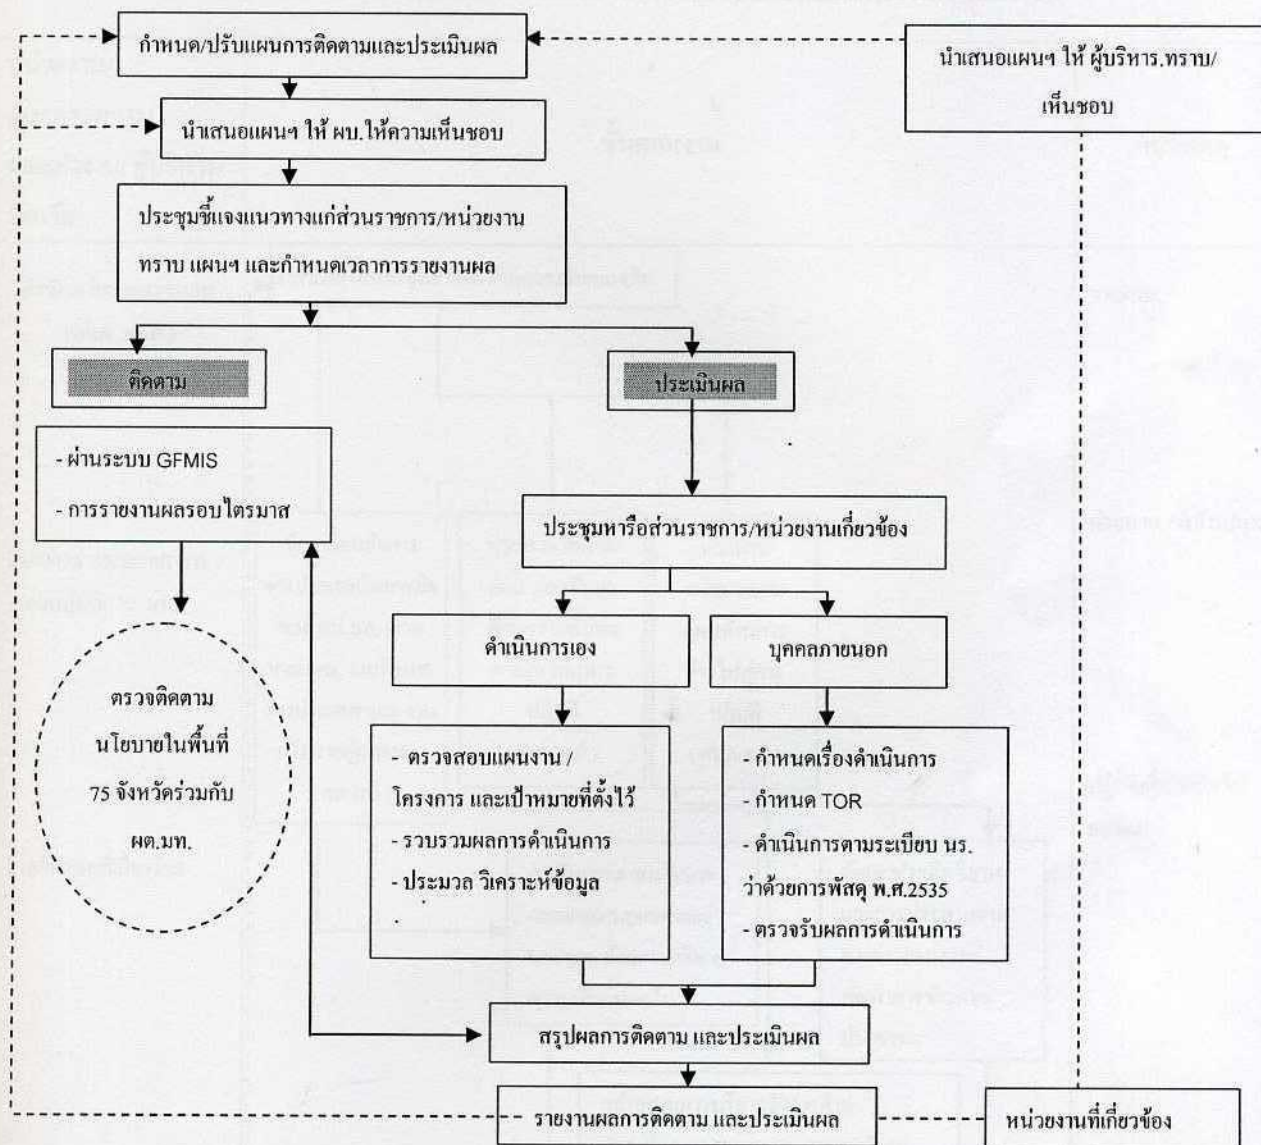 กำหนด/ปรับแผนการติดตามและประเมินผล
นำเสนอแผนฯ ให้ ผู้บริหาร.ทราบ/
เห็นชอบ
นำเสนอแผนฯ ให้ ผบ.ให้ความเห็นชอบ
ประชุมชี้แจงแนวทางแก่ส่วนราชการ/หน่วยงาน
ทราบ แผนฯ และกำหนดเวลาการรายงานผล
ติดตาม
ประเมินผล
- ผ่านระบบ GFMIS
- การรายงานผลรอบไตรมาส
ประชุมหารือส่วนราชการ/หน่วยงานเกี่ยวข้อง
ดำเนินการเอง
บุคคลภายนอก
ตรวจติดตาม
นโยบายในพื้นที่
75 จังหวัดร่วมกับ
ผต.มท.
- ตรวจสอบแผนงาน /
โครงการ และเป้าหมายที่ตั้งไว้
- รวบรวมผลการดำเนินการ
- ประมวล วิเคราะห์ข้อมูล
- กำหนดเรื่องดำเนินการ
- กำหนด TOR
- ดำเนินการตามระเบียบ นร.
ว่าด้วยการพัสดุ พ.ศ.2535
- ตรวจรับผลการดำเนินการ
สรุปผลการติดตาม และประเมินผล
รายงานผลการติดตาม และประเมินผล
หน่วยงานที่เกี่ยวข้อง